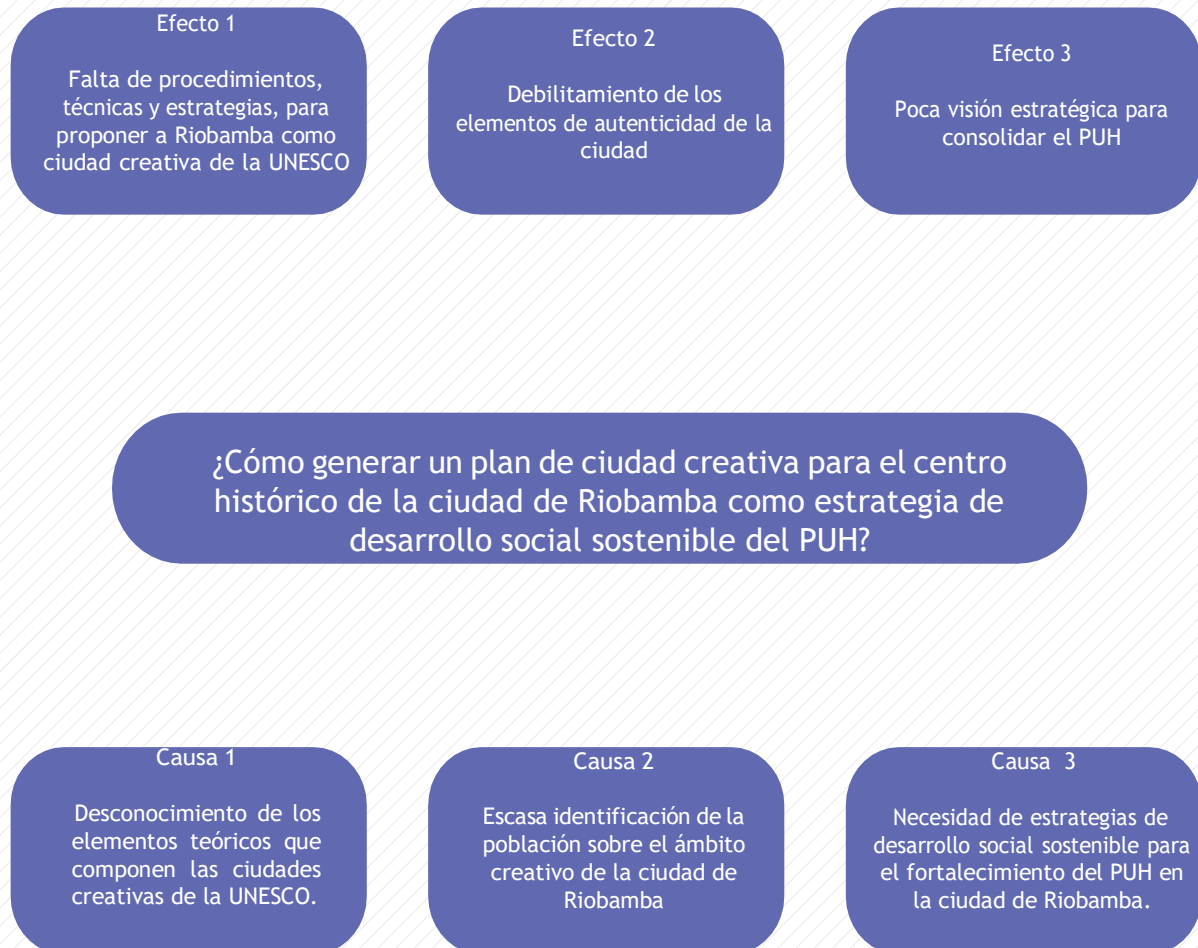 Efecto 1
Falta de procedimientos,
técnicas y estrategias, para
proponer a Riobamba como
ciudad creativa de la UNESCO
Efecto 2
Debilitamiento de los
elementos de autenticidad de la
ciudad
Efecto 3
Poca visión estratégica para
consolidar el PUH
¿Cómo generar un plan de ciudad creativa para el centro
histórico de la ciudad de Riobamba como estrategia de
desarrollo social sostenible del PUH?
Causa 1
Desconocimiento de los
elementos teóricos que
componen las ciudades
creativas de la UNESCO.
Causa 2
Escasa identificación de la
población sobre el ámbito
creativo de la ciudad de
Riobamba
Causa 3
Necesidad de estrategias de
desarrollo social sostenible para
el fortalecimiento del PUH en
la ciudad de Riobamba.